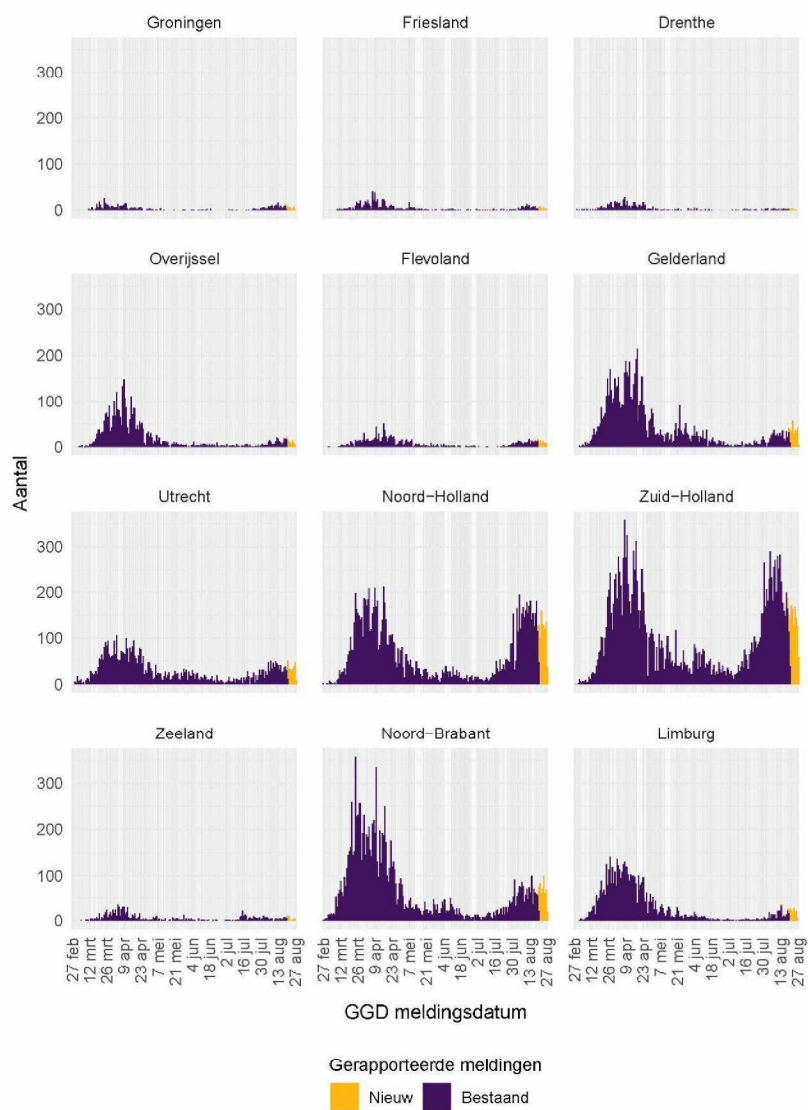 Groningen Friesland Drenthe
300
200
100
0
Overijssel Flevoland Gelderland
300
200
100
0
Aantal
Utrecht Noord-Holland Zuid-Holland
300
200
100
0
Zeeland Noord-Brabant Limburg
300
200
100
0
27 feb 12 mrt 26 mrt 9 apr 23 apr 7 mei 21 mei 4 jun 18 jun 2 jul 16 jul 30 jul 13 aug 27 aug 27 feb 12 mrt 26 mrt 9 apr 23 apr 7 mei 21 mei 4 jun 18 jun 2 jul 16 jul 30 jul 13 aug 27 aug 27 feb 12 mrt 26 mrt 9 apr 23 apr 7 mei 21 mei 4 jun 18 jun 2 jul 16 jul 30 jul 13 aug 27 aug
GGD meldingsdatum
Gerapporteerde meldingen
Nieuw Bestaand